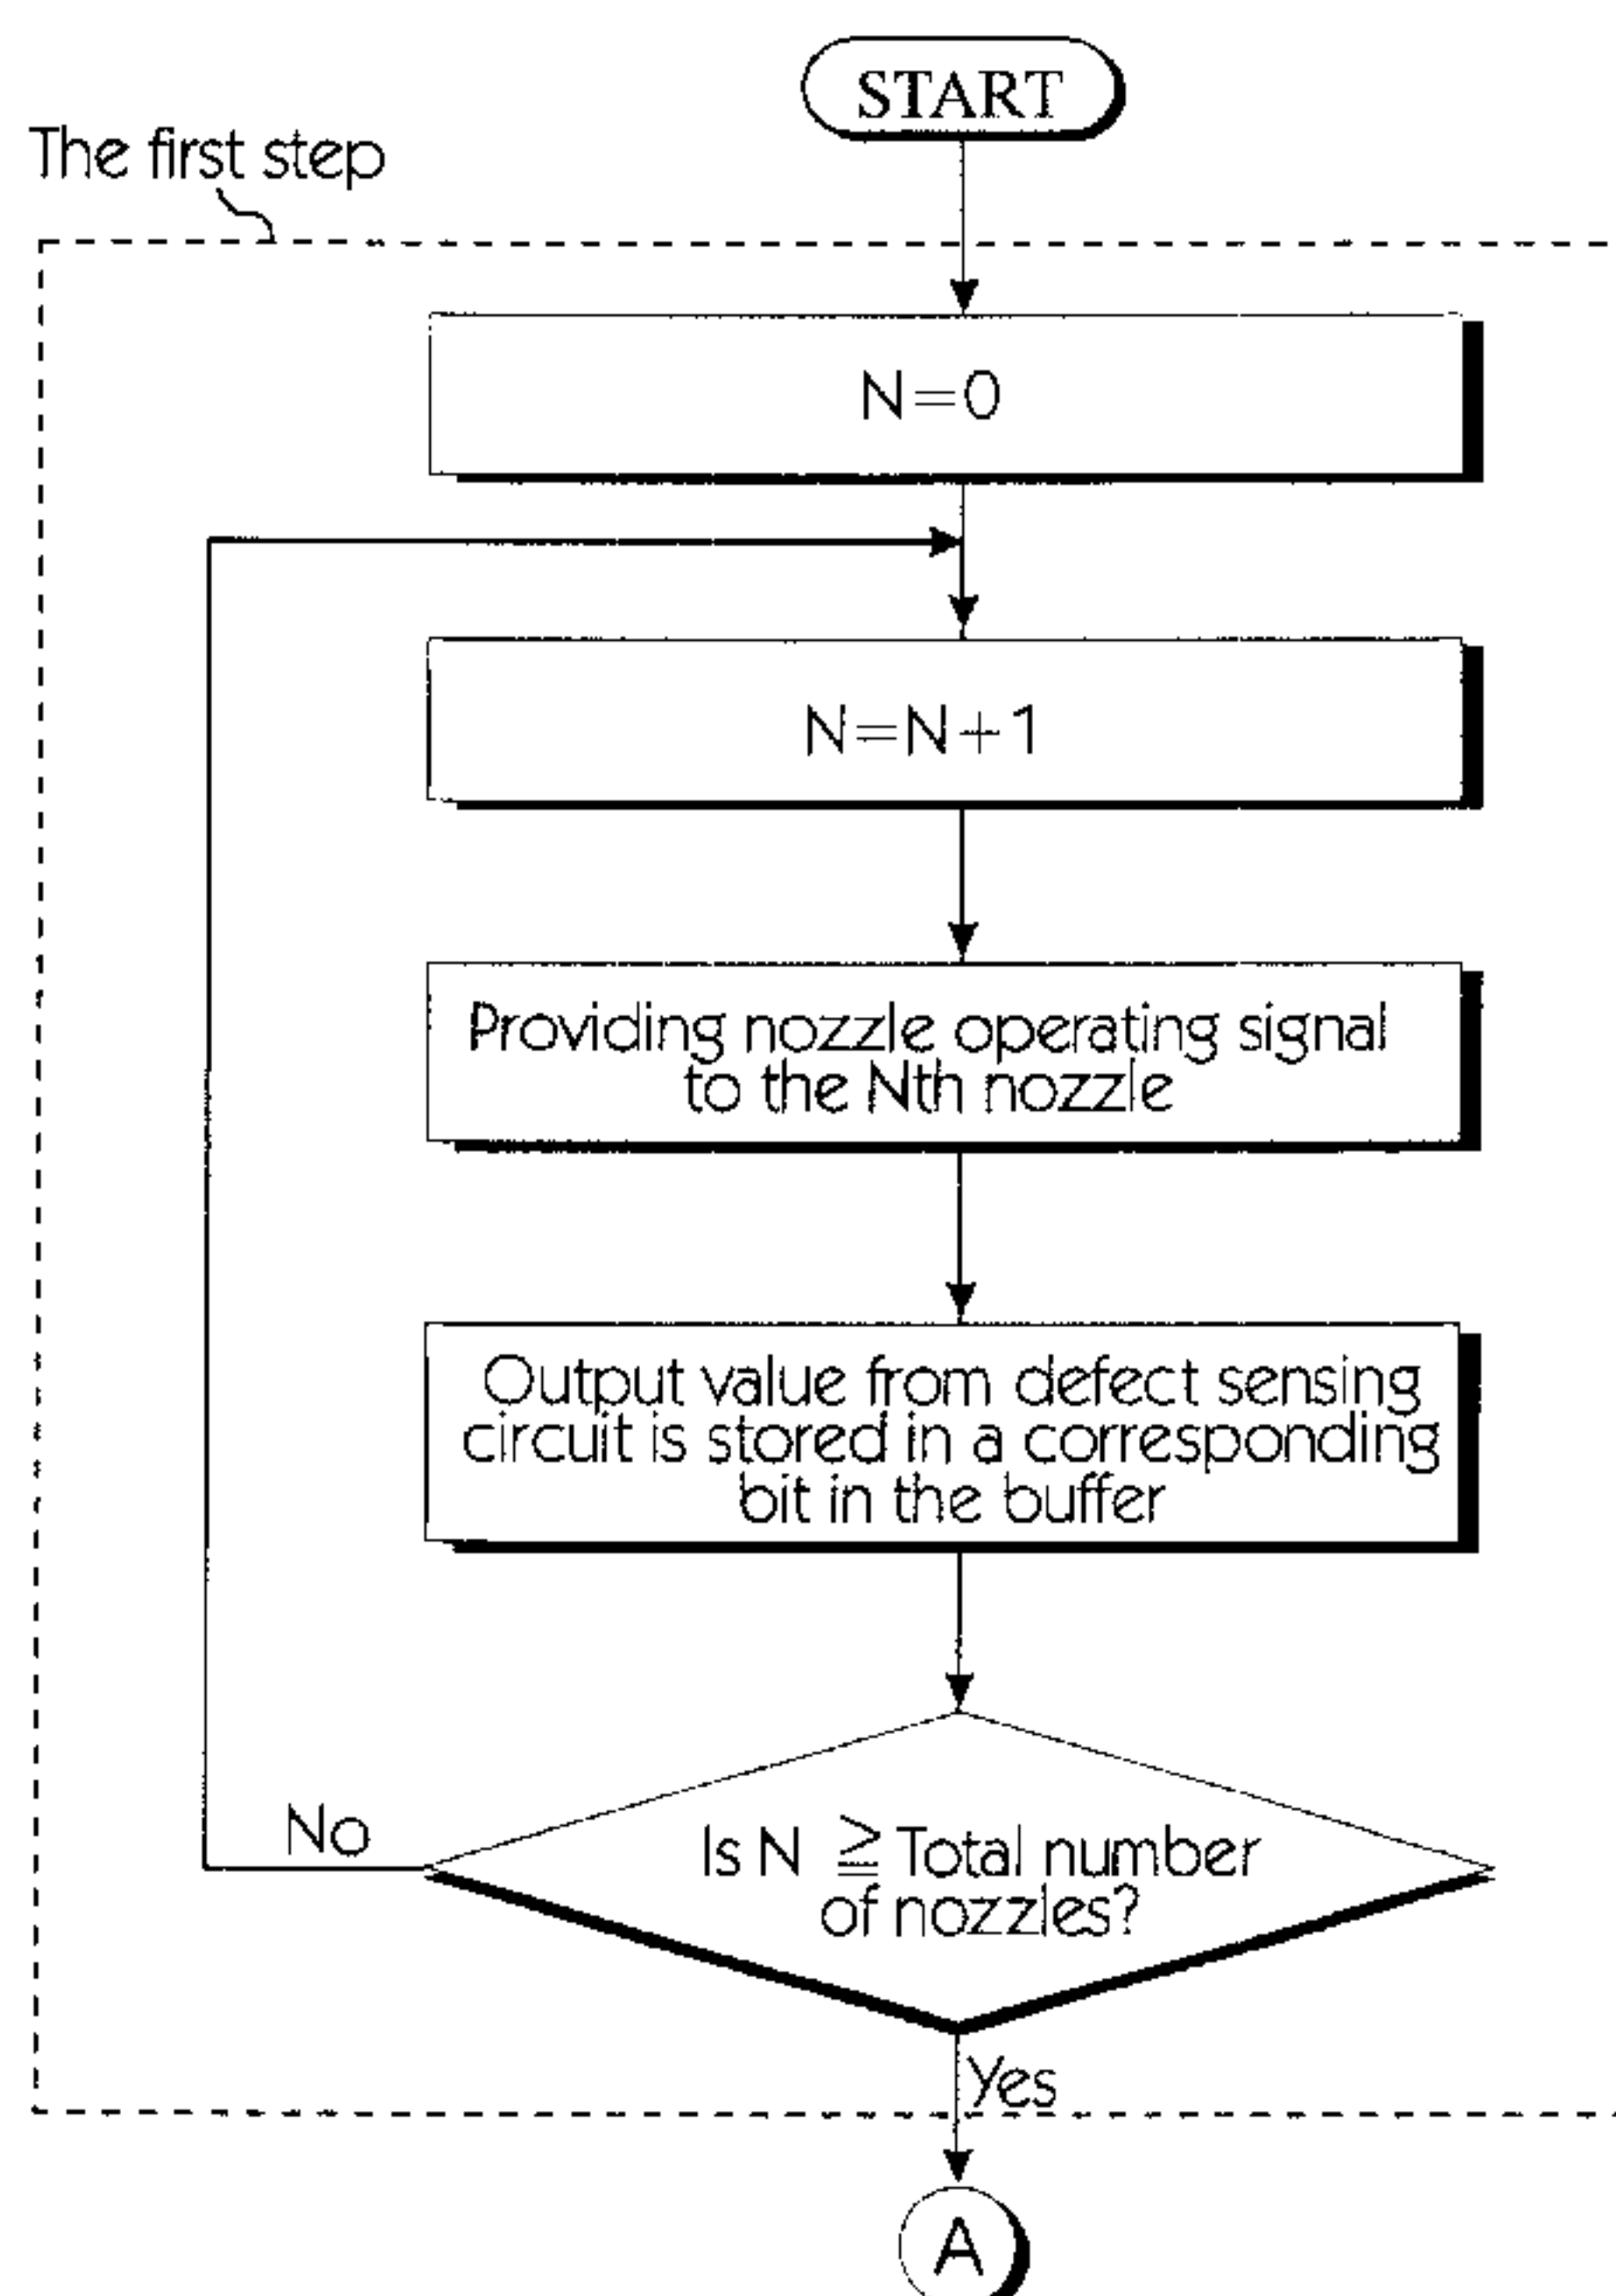 START
The first step
N=0
N=N+1
Providing nozzle operating signal
to the Nth nozzle
Output value from defect sensing
circuit is stored in a corresponding
bit in the buffer
Is N ≧ Total number
of nozzles?
No
Yes
A